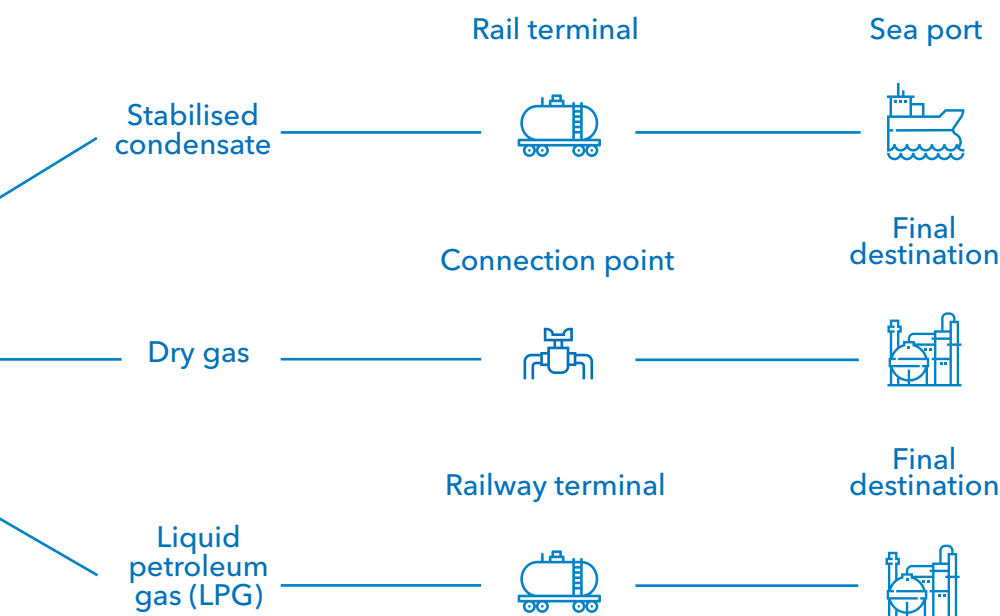 Rail terminal
Sea port
Stabilised
condensate
Connection point
Final
destination
Dry gas
Railway terminal
Final
destination
Liquid
petroleum
gas (LPG)